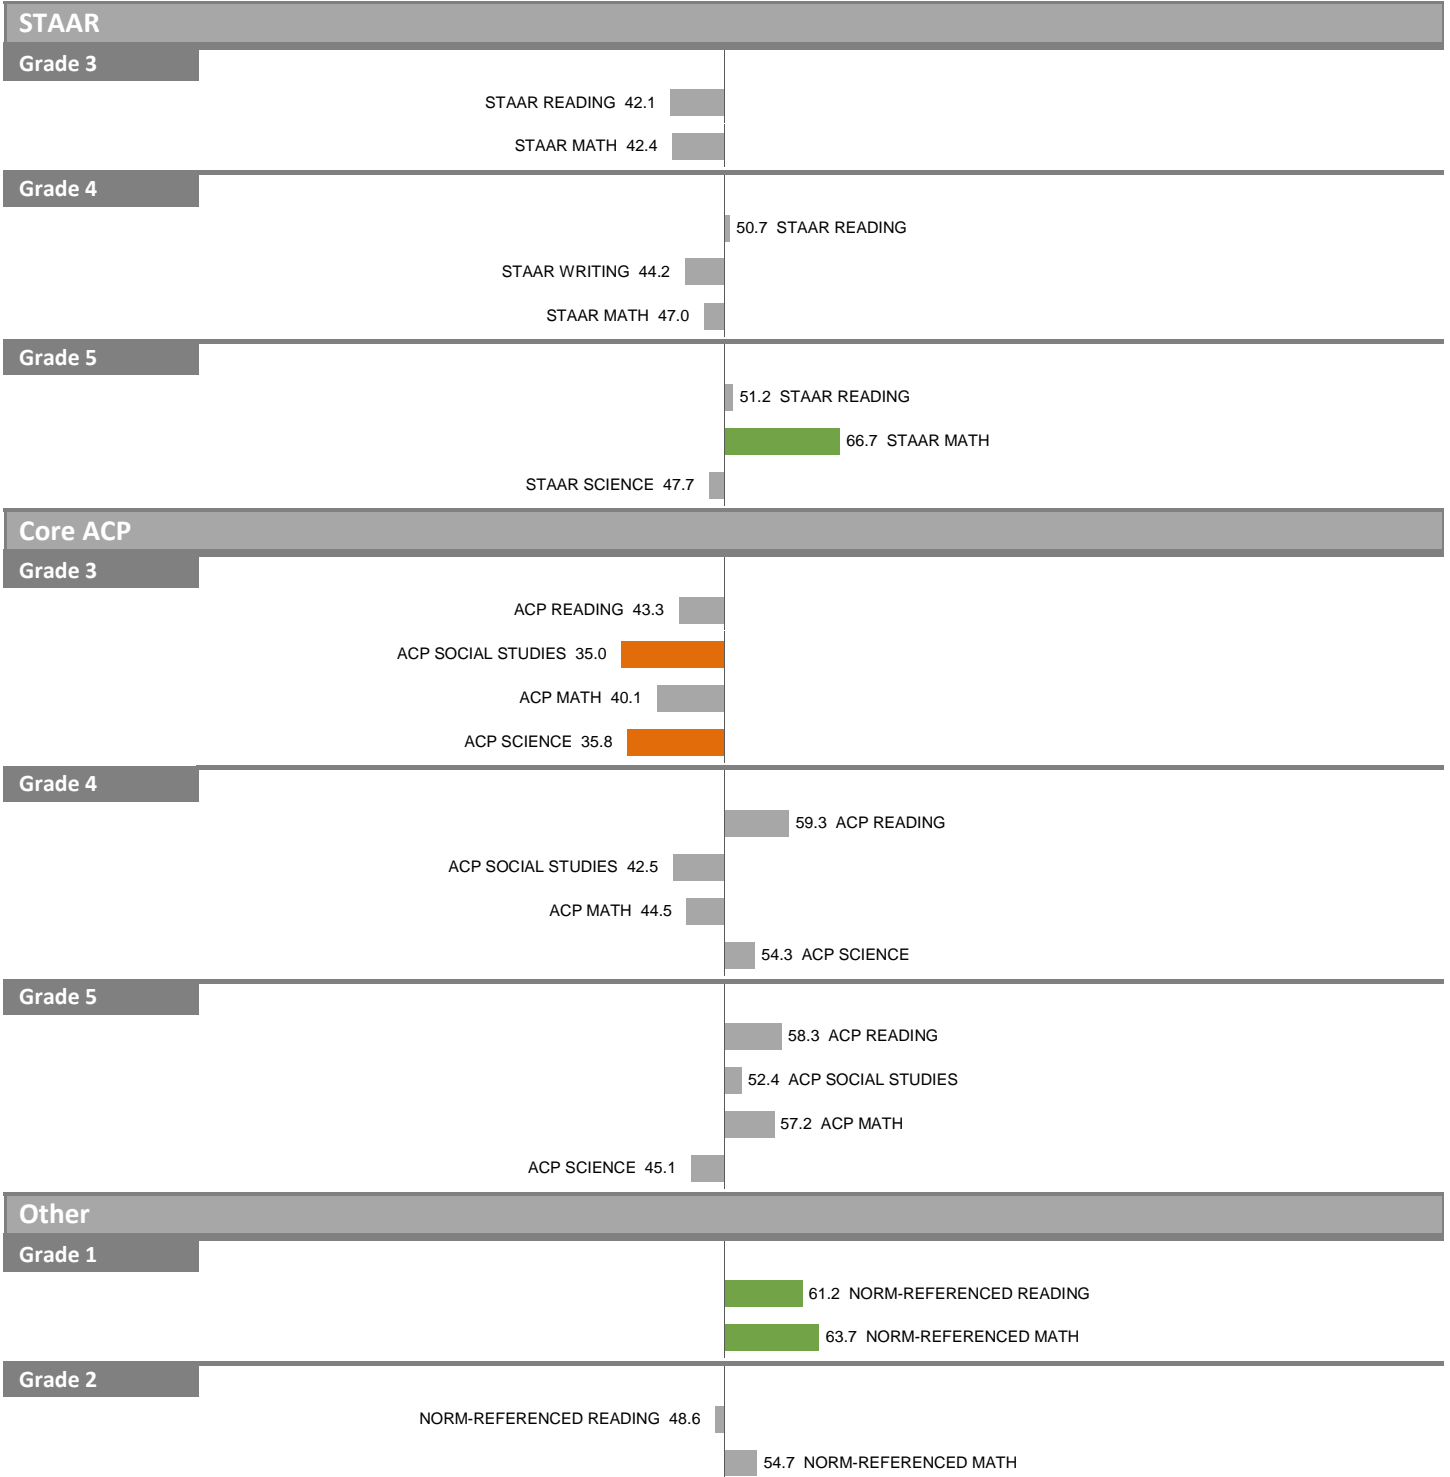 STAAR
Grade 3
STAAR READING 42.1
STAAR MATH 42.4
Grade 4
50.7 STAAR READING
STAAR WRITING 44.2
STAAR MATH 47.0
Grade 5
51.2 STAAR READING
66.7 STAAR MATH
STAAR SCIENCE 47.7
Core ACP
Grade 3
ACP READING 43.3
ACP SOCIAL STUDIES 35.0
ACP MATH 40.1
ACP SCIENCE 35.8
Grade 4
59.3 ACP READING
ACP SOCIAL STUDIES 42.5
ACP MATH 44.5
54.3 ACP SCIENCE
Grade 5
58.3 ACP READING
52.4 ACP SOCIAL STUDIES
57.2 ACP MATH
ACP SCIENCE 45.1
Other
Grade 1
61.2 NORM-REFERENCED READING
63.7 NORM-REFERENCED MATH
Grade 2
NORM-REFERENCED READING 48.6
54.7 NORM-REFERENCED MATH